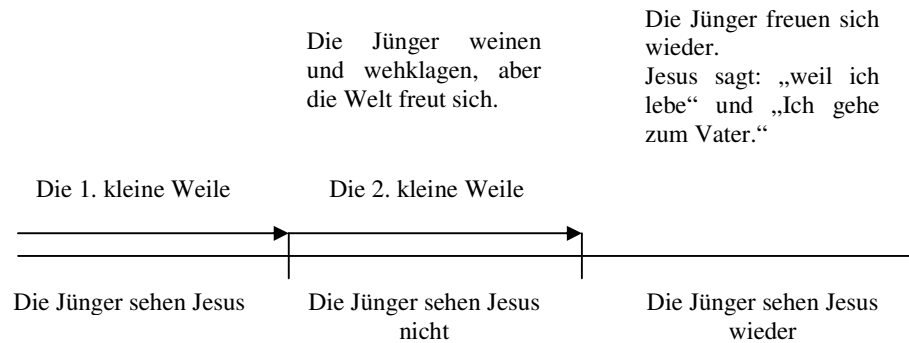 Die Jünger weinen
und wehklagen, aber
die Welt freut sich.
Die Jünger freuen sich
wieder.
Jesus sagt: „weil ich
lebe“ und „Ich gehe
zum Vater.“
Die 1. kleine Weile
Die 2. kleine Weile
Die Jünger sehen Jesus
Die Jünger sehen Jesus
nicht
Die Jünger sehen Jesus
wieder